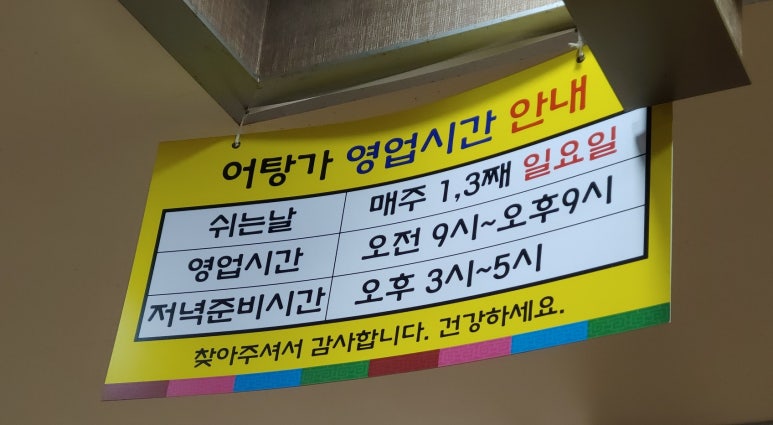 어탕가 영업시간 안내
쉬는날 매주 1,3째 일요일
영업시간 오전 9시~오후9시
저녁준비시간 오후 3시~5시
찾아주셔서 감사합니다. 건강하세요.